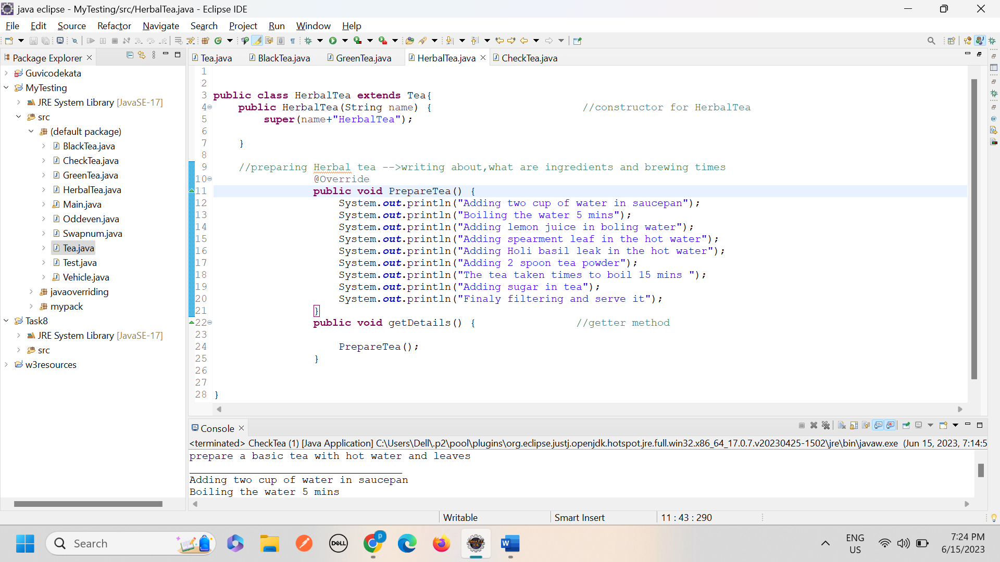 java eclipse - MyTesting/src/HerbalTea.java - Eclipse IDE
File Edit Source Refactor Navigate Search Project Run Window Help
Package Explorer
Tea.java BlackTea.java GreenTea.java HerbalTea.java CheckTea.java
Guvicodekata
MyTesting
JRE System Library [JavaSE-17]
src
(default package)
BlackTea.java
CheckTea.java
GreenTea.java
HerbalTea.java
Main.java
Oddeven.java
Swapnum.java
Tea.java
Test.java
Vehicle.java
javaoverriding
mypack
Task8
JRE System Library [JavaSE-17]
src
w3resources
1
2
3 public class HerbalTea extends Tea{
4 public HerbalTea(String name) { //constructor for HerbalTea
5 super(name+"HerbalTea");
6
7 }
8
9 //preparing Herbal tea -->writing about,what are ingredients and brewing times
10 @Override
11 public void PrepareTea() {
12 System.out.println("Adding two cup of water in saucepan");
13 System.out.println("Boiling the water 5 mins");
14 System.out.println("Adding lemon juice in boling water");
15 System.out.println("Adding spearment leaf in the hot water");
16 System.out.println("Adding Holi basil leak in the hot water");
17 System.out.println("Adding 2 spoon tea powder");
18 System.out.println("The tea taken times to boil 15 mins ");
19 System.out.println("Adding sugar in tea");
20 System.out.println("Finaly filtering and serve it");
21 }
22 public void getDetails() { //getter method
23
24 PrepareTea();
25 }
26
27
28 }
Console
<terminated> CheckTea (1) [Java Application] C:\Users\Dell\.p2\pool\plugins\org.eclipse.justj.openjdk.hotspot.jre.full.win32.x86_64_17.0.7.v20230425-1502\jre\bin\javaw.exe (Jun 15, 2023, 7:14:5
prepare a basic tea with hot water and leaves
__________________________________
Adding two cup of water in saucepan
Boiling the water 5 mins
Writable Smart Insert 11 : 43 : 290
Search
DELL
P
Java EE
IDE
W
ENG
US
7:24 PM
6/15/2023